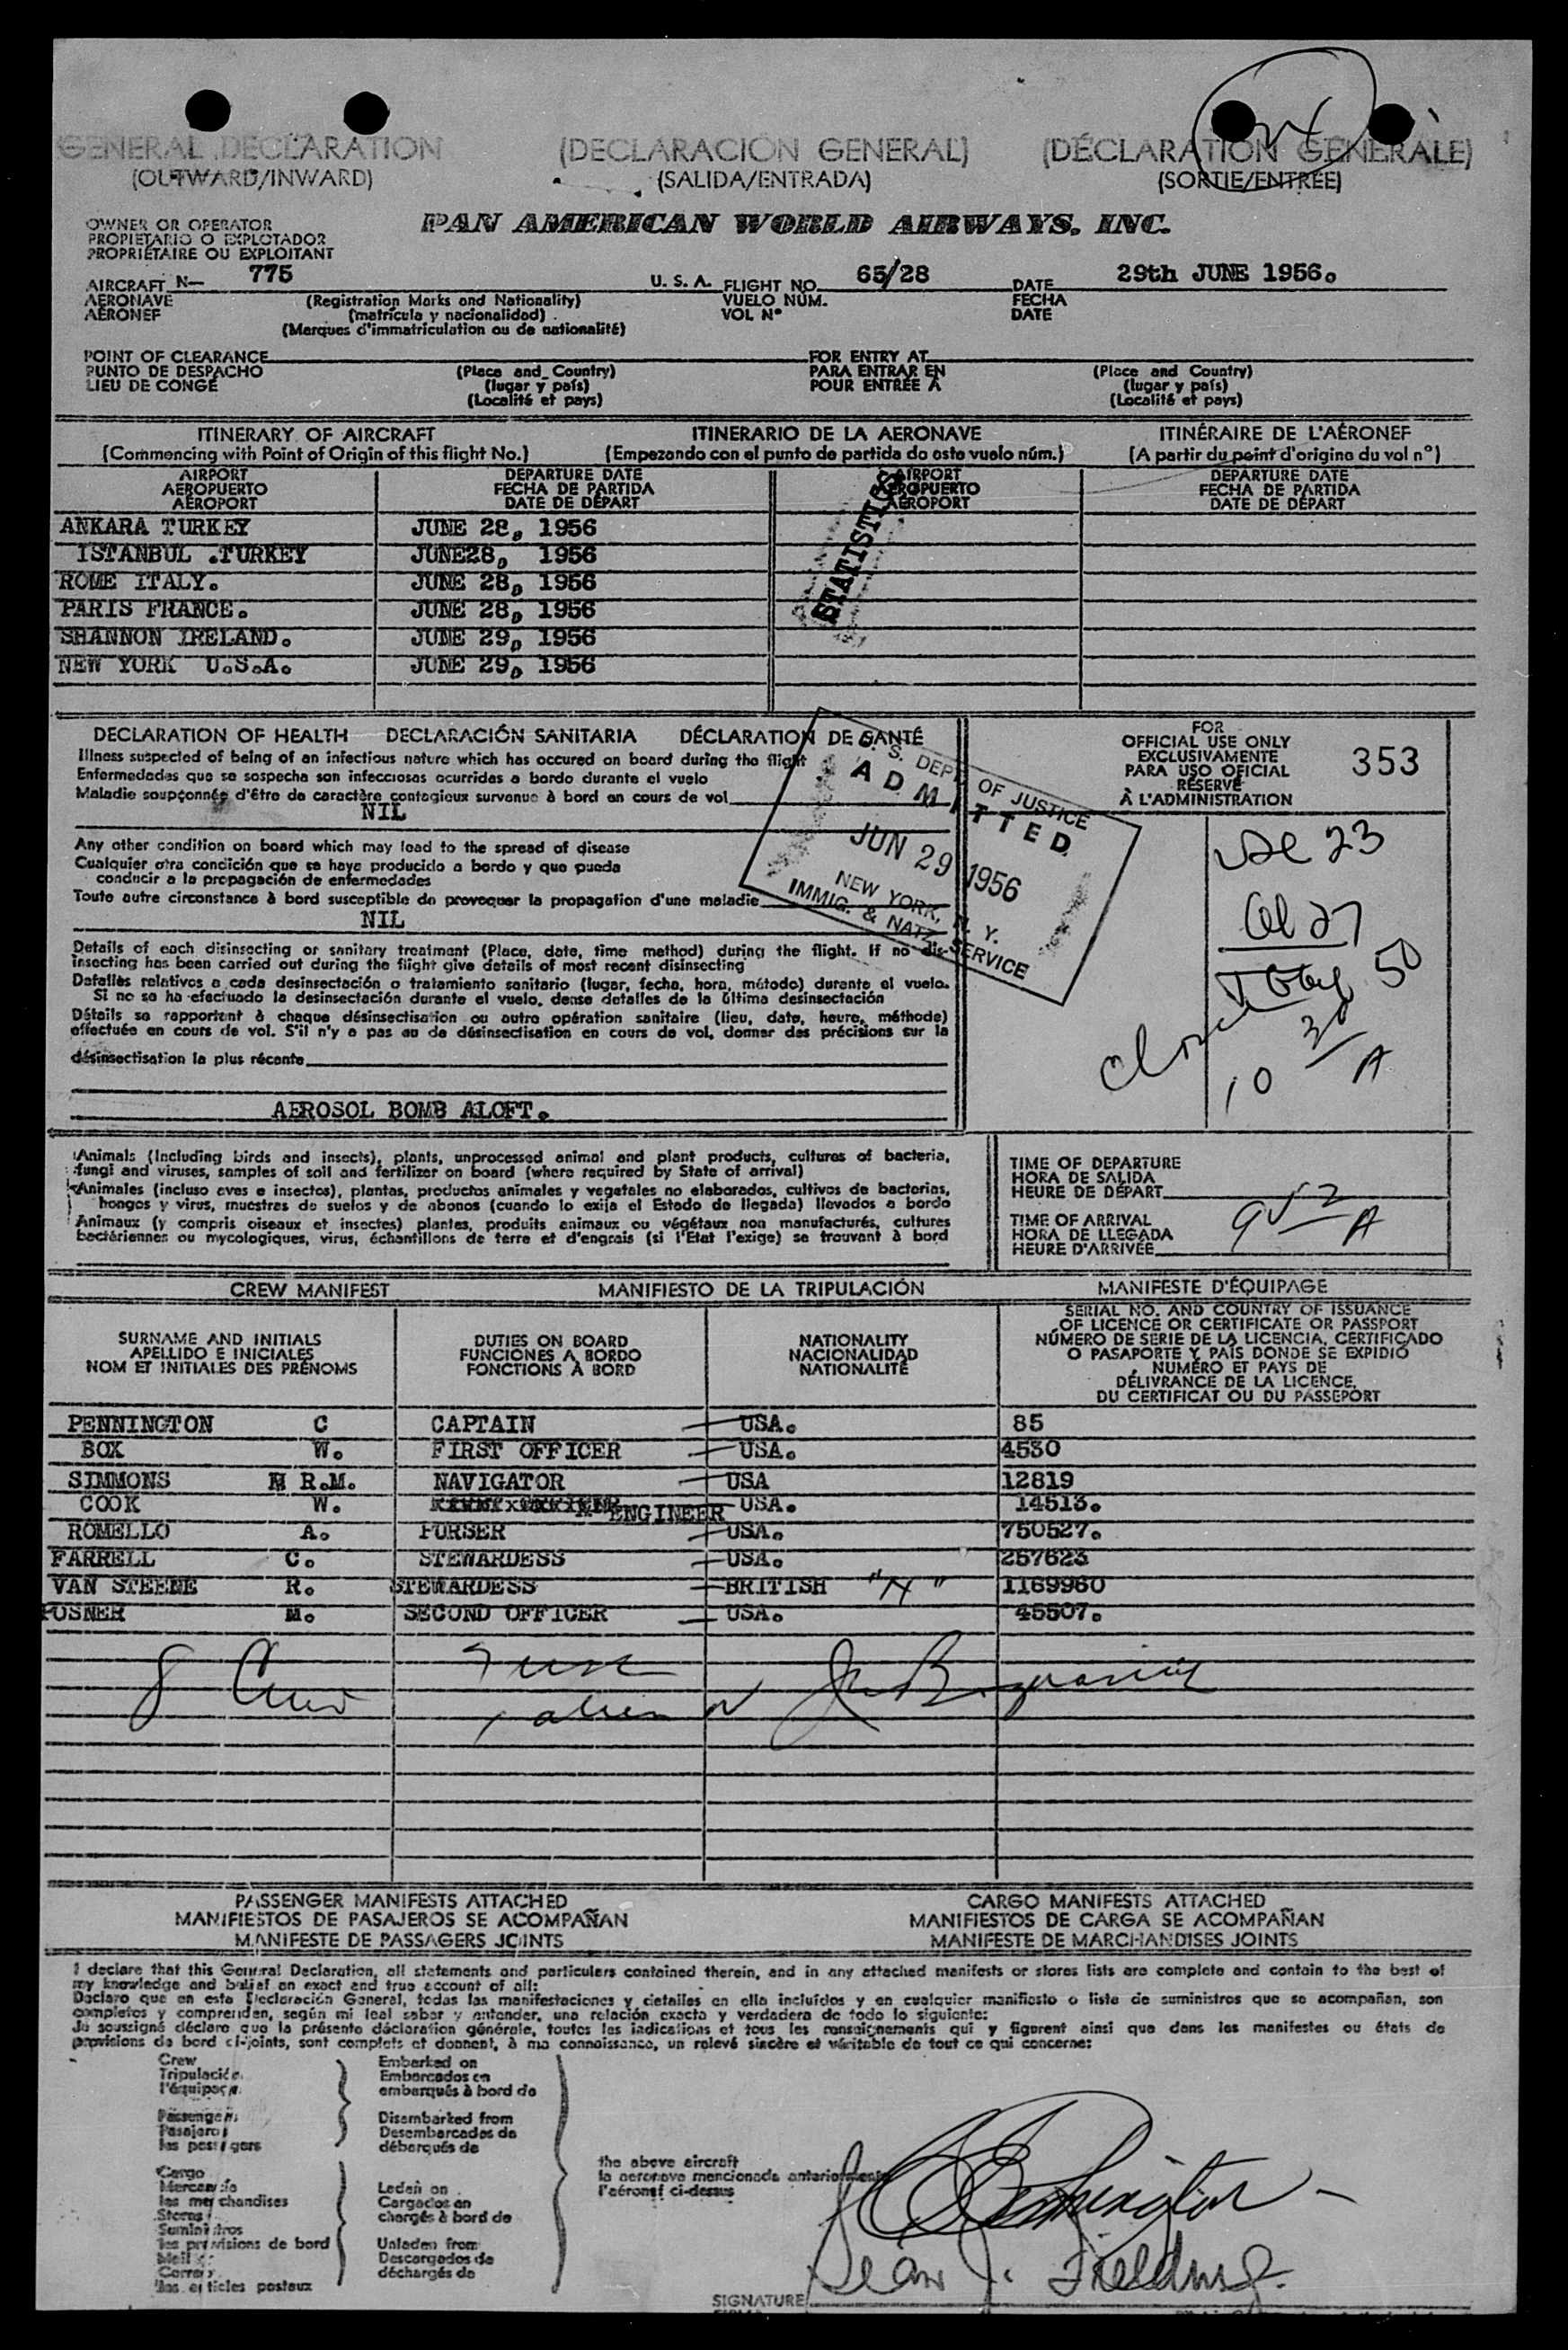 GENERAL DECLARATION (DECLARACIÓN GENERAL) (DÉCLARATION GÉNÉRALE)
(OUTWARD/INWARD) (SALIDA/ENTRADA) (SORTIE/ENTRÉE)
OWNER OR OPERATOR
PROPIETARIO O EXPLOTADOR
PROPRIÉTAIRE OU EXPLOITANT
PAN AMERICAN WORLD AIRWAYS, INC.
AIRCRAFT N— 775 U. S. A. FLIGHT NO. 65/28 DATE 29th JUNE 1956.
AERONAVE (Registration Marks and Nationality) VUELO NÚM. FECHA
AÉRONEF (matrícula y nacionalidad) VOL N° DATE
(Marques d'immatriculation ou de nationalité)
POINT OF CLEARANCE FOR ENTRY AT
PUNTO DE DESPACHO (Place and Country) PARA ENTRAR EN (Place and Country)
LIEU DE CONGÉ (lugar y país) POUR ENTRÉE À (lugar y país)
(Localité et pays) (Localité et pays)
ITINERARY OF AIRCRAFT ITINERARIO DE LA AERONAVE ITINÉRAIRE DE L'AÉRONEF
(Commencing with Point of Origin of this flight No.) (Empezando con el punto de partida de este vuelo núm.) (A partir du point d'origine du vol n°)
AIRPORT DEPARTURE DATE AIRPORT DEPARTURE DATE
AEROPUERTO FECHA DE PARTIDA AEROPUERTO FECHA DE PARTIDA
AÉROPORT DATE DE DÉPART AÉROPORT DATE DE DÉPART
STATISTICS
ANKARA TURKEY JUNE 28, 1956
ISTANBUL .TURKEY JUNE28, 1956
ROME ITALY. JUNE 28, 1956
PARIS FRANCE. JUNE 28, 1956
SHANNON IRELAND. JUNE 29, 1956
NEW YORK U.S.A. JUNE 29, 1956
DECLARATION OF HEALTH DECLARACIÓN SANITARIA DÉCLARATION DE SANTÉ
Illness suspected of being of an infectious nature which has occured on board during the flight
Enfermedades que se sospecha son infecciosas ocurridas a bordo durante el vuelo
Maladie soupçonnée d'être de caractère contagieux survenue à bord en cours de vol
NIL
Any other condition on board which may lead to the spread of disease
Cualquier otra condición que se haya producido a bordo y que pueda
conducir a la propagación de enfermedades
Toute autre circonstance à bord susceptible de provoquer la propagation d'une maladie
NIL
Details of each disinsecting or sanitary treatment (Place, date, time method) during the flight. If no dis-
insecting has been carried out during the flight give details of most recent disinsecting
Detalles relativos a cada desinsectación o tratamiento sanitario (lugar, fecha, hora, método) durante el vuelo.
Si no se ha efectuado la desinsectación durante el vuelo, dense detalles de la última desinsectación
Détails se rapportant à chaque désinsectisation ou autre opération sanitaire (lieu, date, heure, méthode)
effectuée en cours de vol. S'il n'y a pas eu de désinsectisation en cours de vol, donner des précisions sur la
désinsectisation la plus récente
AEROSOL BOMB ALOFT.
U. S. DEPT. OF JUSTICE
ADMITTED
JUN 29 1956
NEW YORK, N. Y.
IMMIG. & NATZ. SERVICE
FOR
OFFICIAL USE ONLY
EXCLUSIVAMENTE
PARA USO OFICIAL
RÉSERVÉ
À L'ADMINISTRATION
353
23
27
50
10 30 A
Animals (Including birds and insects), plants, unprocessed animal and plant products, cultures of bacteria,
fungi and viruses, samples of soil and fertilizer on board (where required by State of arrival)
Animales (incluso aves e insectos), plantas, productos animales y vegetales no elaborados, cultivos de bacterias,
hongos y virus, muestras de suelos y de abonos (cuando lo exija el Estado de llegada) llevados a bordo
Animaux (y compris oiseaux et insectes) plantes, produits animaux ou végétaux non manufacturés, cultures
bactériennes ou mycologiques, virus, échantillons de terre et d'engrais (si l'Etat l'exige) se trouvant à bord
TIME OF DEPARTURE
HORA DE SALIDA
HEURE DE DÉPART
TIME OF ARRIVAL
HORA DE LLEGADA
HEURE D'ARRIVÉE
9 52 A
CREW MANIFEST MANIFIESTO DE LA TRIPULACIÓN MANIFESTE D'ÉQUIPAGE
SURNAME AND INITIALS
APELLIDO E INICIALES
NOM ET INITIALES DES PRÉNOMS
DUTIES ON BOARD
FUNCIONES A BORDO
FONCTIONS À BORD
NATIONALITY
NACIONALIDAD
NATIONALITÉ
SERIAL NO. AND COUNTRY OF ISSUANCE
OF LICENCE OR CERTIFICATE OR PASSPORT
NÚMERO DE SERIE DE LA LICENCIA, CERTIFICADO
O PASAPORTE Y PAÍS DONDE SE EXPIDIÓ
NUMÉRO ET PAYS DE
DÉLIVRANCE DE LA LICENCE,
DU CERTIFICAT OU DU PASSEPORT
PENNINGTON C CAPTAIN USA. 85
BOX W. FIRST OFFICER USA. 4530
SIMMONS R.M. NAVIGATOR USA 12819
COOK W. ENGINEER USA. 14513.
ROMELLO A. PURSER USA. 750527.
FARRELL C. STEWARDESS USA. 257623
VAN STEENE R. STEWARDESS BRITISH "N" 1169960
POSNER M. SECOND OFFICER USA. 45507.
8 Crew 7 USA
1 alien
PASSENGER MANIFESTS ATTACHED CARGO MANIFESTS ATTACHED
MANIFIESTOS DE PASAJEROS SE ACOMPAÑAN MANIFIESTOS DE CARGA SE ACOMPAÑAN
MANIFESTE DE PASSAGERS JOINTS MANIFESTE DE MARCHANDISES JOINTS
I declare that this General Declaration, all statements and particulars contained therein, and in any attached manifests or stores lists are complete and contain to the best of
my knowledge and belief an exact and true account of all:
Declaro que en esta Declaración General, todas las manifestaciones y detalles en ella incluídos y en cualquier manifiesto o lista de suministros que se acompañan, son
completos y comprenden, según mi leal saber y entender, una relación exacta y verdadera de todo lo siguiente:
Je soussigné déclare que la présente déclaration générale, toutes les indications et tous les renseignements qui y figurent ainsi que dans les manifestes ou états de
provisions de bord ci-joints, sont complets et donnent, à ma connaissance, un relevé sincère et véritable de tout ce qui concerne:
Crew
Tripulación
l'équipage
Passengers
Pasajeros
les passagers
Embarked on
Embarcados en
embarqués à bord de
Disembarked from
Desembarcados de
débarqués de
Cargo
Mercancía
les marchandises
Stores
Suministros
les provisions de bord
Mail
Correo
les articles postaux
Laden on
Cargados en
chargés à bord de
Unladen from
Descargados de
déchargés de
the above aircraft
la aeronave mencionada anteriormente
l'aéronef ci-dessus
C Pennington
Sean J. Fielding.
SIGNATURE